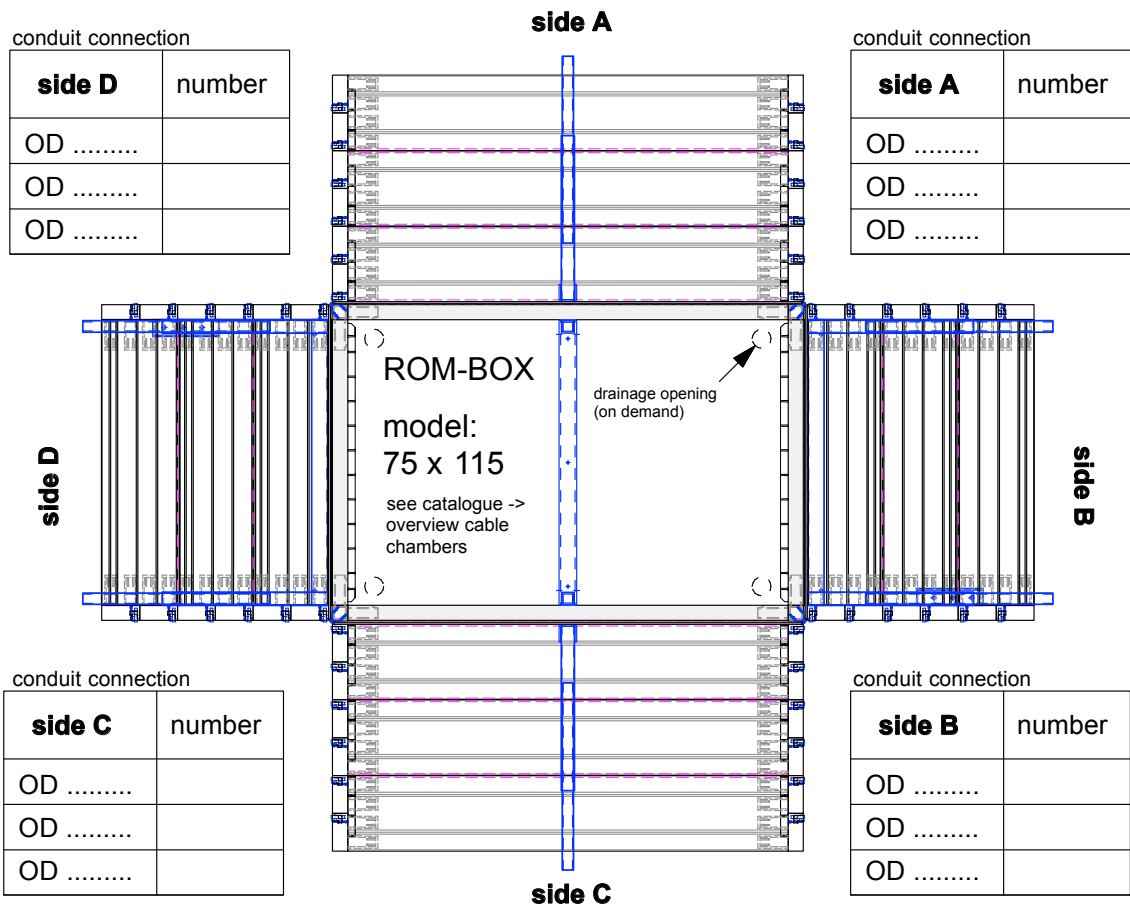 side A
conduit connection
side D number
OD .........
OD .........
OD .........
conduit connection
side A number
OD .........
OD .........
OD .........
ROM-BOX
model:
75 x 115
see catalogue ->
overview cable
chambers
drainage opening
(on demand)
side D
side B
conduit connection
side C number
OD .........
OD .........
OD .........
conduit connection
side B number
OD .........
OD .........
OD .........
side C